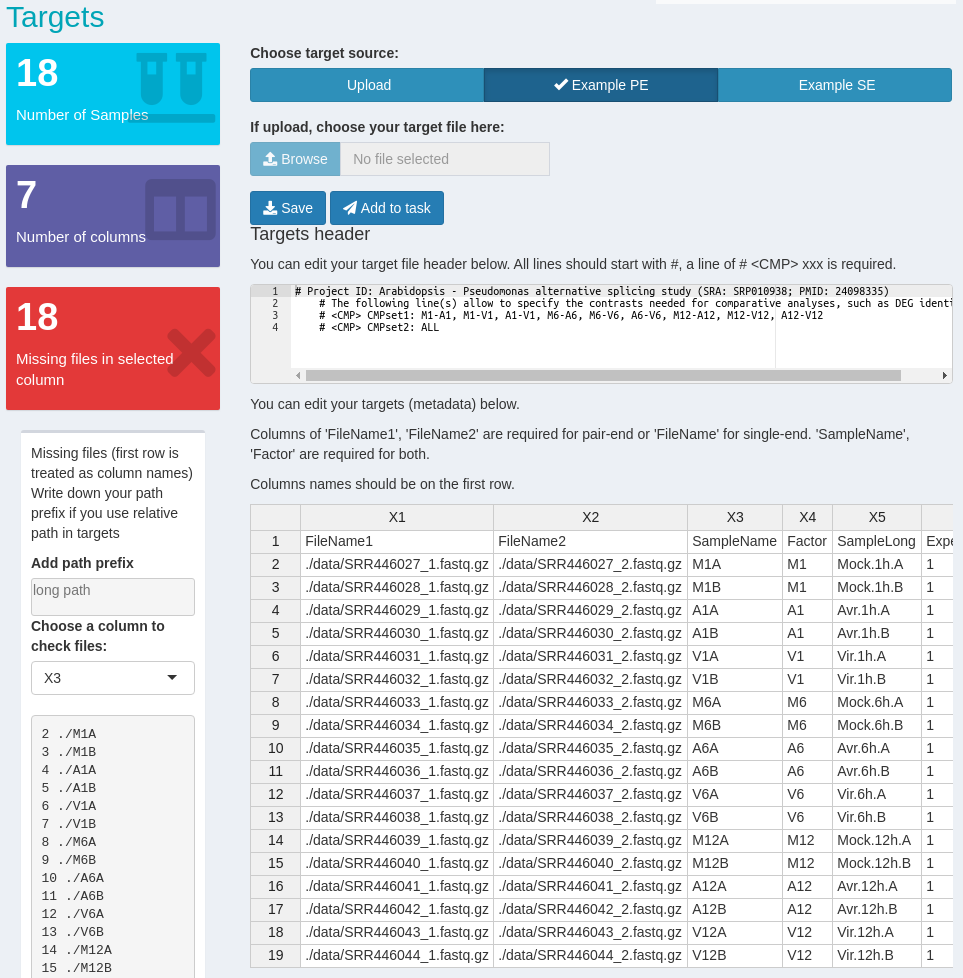 Targets
18
Number of Samples
7
Number of columns
18
Missing files in selected
column
Missing files (first row is
treated as column names)
Write down your path
prefix if you use relative
path in targets
Add path prefix
long path
Choose a column to
check files:
X3
2 ./M1A
3 ./M1B
4 ./A1A
5 ./A1B
6 ./V1A
7 ./V1B
8 ./M6A
9 ./M6B
10 ./A6A
11 ./A6B
12 ./V6A
13 ./V6B
14 ./M12A
15 ./M12B
Choose target source:
Upload Example PE Example SE
If upload, choose your target file here:
Browse No file selected
Save Add to task
Targets header
You can edit your target file header below. All lines should start with #, a line of # <CMP> xxx is required.
1 # Project ID: Arabidopsis - Pseudomonas alternative splicing study (SRA: SRP010938; PMID: 24098335)
2 # The following line(s) allow to specify the contrasts needed for comparative analyses, such as DEG identi
3 # <CMP> CMPset1: M1-A1, M1-V1, A1-V1, M6-A6, M6-V6, A6-V6, M12-A12, M12-V12, A12-V12
4 # <CMP> CMPset2: ALL
You can edit your targets (metadata) below.
Columns of 'FileName1', 'FileName2' are required for pair-end or 'FileName' for single-end. 'SampleName',
'Factor' are required for both.
Columns names should be on the first row.
X1 X2 X3 X4 X5
1 FileName1 FileName2 SampleName Factor SampleLong Expe
2 ./data/SRR446027_1.fastq.gz ./data/SRR446027_2.fastq.gz M1A M1 Mock.1h.A 1
3 ./data/SRR446028_1.fastq.gz ./data/SRR446028_2.fastq.gz M1B M1 Mock.1h.B 1
4 ./data/SRR446029_1.fastq.gz ./data/SRR446029_2.fastq.gz A1A A1 Avr.1h.A 1
5 ./data/SRR446030_1.fastq.gz ./data/SRR446030_2.fastq.gz A1B A1 Avr.1h.B 1
6 ./data/SRR446031_1.fastq.gz ./data/SRR446031_2.fastq.gz V1A V1 Vir.1h.A 1
7 ./data/SRR446032_1.fastq.gz ./data/SRR446032_2.fastq.gz V1B V1 Vir.1h.B 1
8 ./data/SRR446033_1.fastq.gz ./data/SRR446033_2.fastq.gz M6A M6 Mock.6h.A 1
9 ./data/SRR446034_1.fastq.gz ./data/SRR446034_2.fastq.gz M6B M6 Mock.6h.B 1
10 ./data/SRR446035_1.fastq.gz ./data/SRR446035_2.fastq.gz A6A A6 Avr.6h.A 1
11 ./data/SRR446036_1.fastq.gz ./data/SRR446036_2.fastq.gz A6B A6 Avr.6h.B 1
12 ./data/SRR446037_1.fastq.gz ./data/SRR446037_2.fastq.gz V6A V6 Vir.6h.A 1
13 ./data/SRR446038_1.fastq.gz ./data/SRR446038_2.fastq.gz V6B V6 Vir.6h.B 1
14 ./data/SRR446039_1.fastq.gz ./data/SRR446039_2.fastq.gz M12A M12 Mock.12h.A 1
15 ./data/SRR446040_1.fastq.gz ./data/SRR446040_2.fastq.gz M12B M12 Mock.12h.B 1
16 ./data/SRR446041_1.fastq.gz ./data/SRR446041_2.fastq.gz A12A A12 Avr.12h.A 1
17 ./data/SRR446042_1.fastq.gz ./data/SRR446042_2.fastq.gz A12B A12 Avr.12h.B 1
18 ./data/SRR446043_1.fastq.gz ./data/SRR446043_2.fastq.gz V12A V12 Vir.12h.A 1
19 ./data/SRR446044_1.fastq.gz ./data/SRR446044_2.fastq.gz V12B V12 Vir.12h.B 1